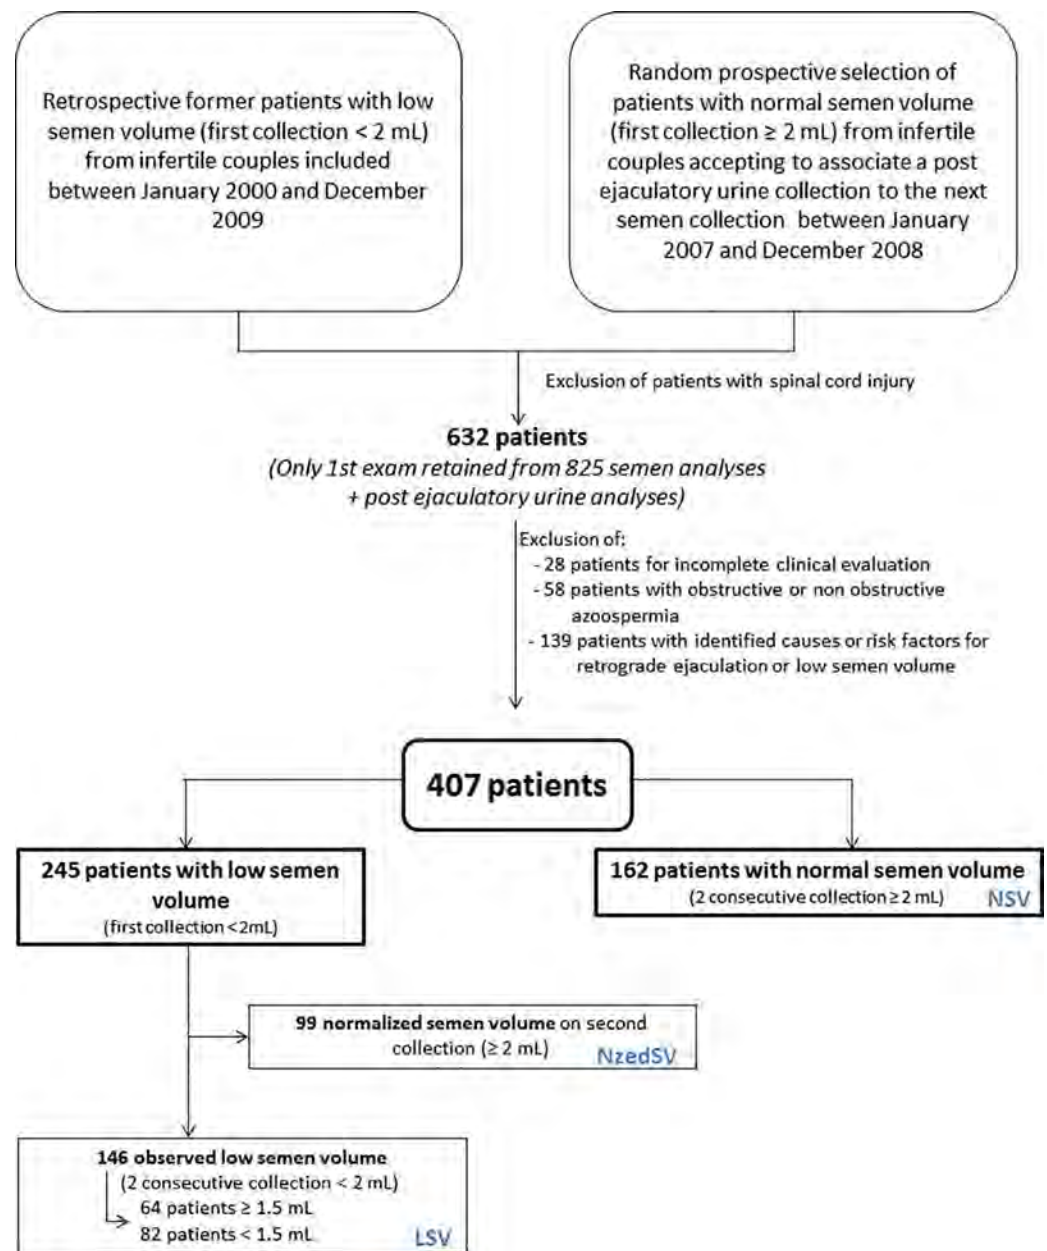 Retrospective former patients with low
semen volume (first collection < 2 mL)
from infertile couples included
between January 2000 and December
2009
Random prospective selection of
patients with normal semen volume
(first collection ≥ 2 mL) from infertile
couples accepting to associate a post
ejaculatory urine collection to the next
semen collection between January
2007 and December 2008
Exclusion of patients with spinal cord injury
632 patients
(Only 1st exam retained from 825 semen analyses
+ post ejaculatory urine analyses)
Exclusion of:
- 28 patients for incomplete clinical evaluation
- 58 patients with obstructive or non obstructive
azoospermia
- 139 patients with identified causes or risk factors for
retrograde ejaculation or low semen volume
407 patients
245 patients with low semen
volume
(first collection <2mL)
162 patients with normal semen volume
(2 consecutive collection ≥ 2 mL) NSV
99 normalized semen volume on second
collection (≥ 2 mL) NzedSV
146 observed low semen volume
(2 consecutive collection < 2 mL)
64 patients ≥ 1.5 mL
82 patients < 1.5 mL LSV